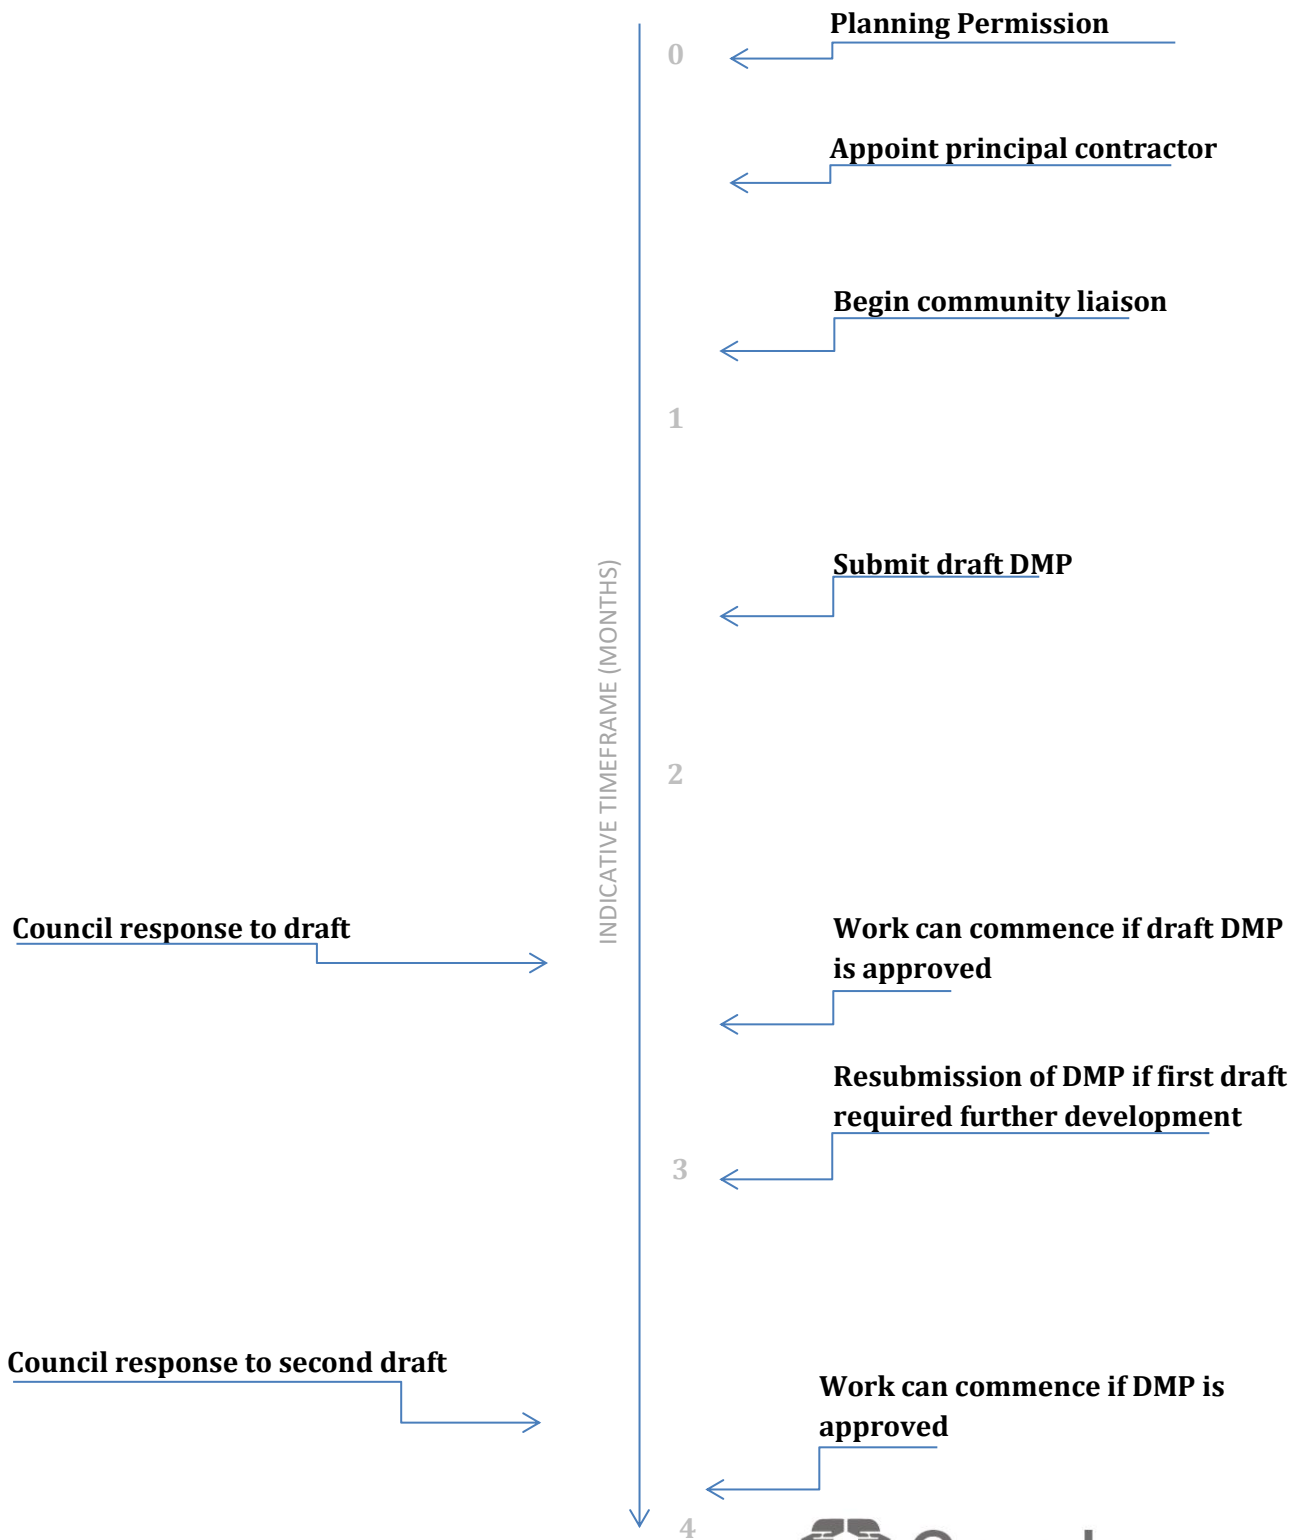 Planning Permission
0
Appoint principal contractor
Begin community liaison
1
Submit draft DMP
INDICATIVE TIMEFRAME (MONTHS)
2
Council response to draft
Work can commence if draft DMP
is approved
Resubmission of DMP if first draft
required further development
3
Council response to second draft
Work can commence if DMP is
approved
4